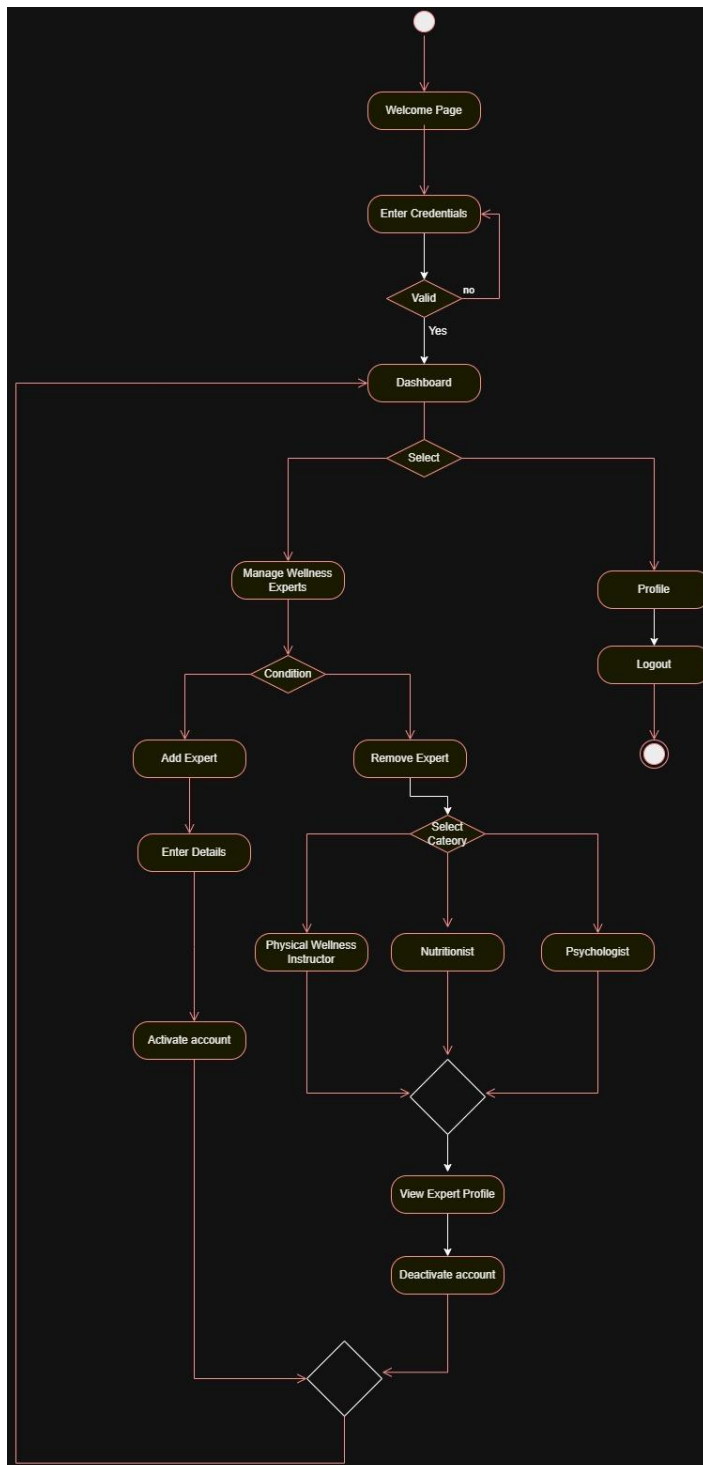 Welcome Page
Enter Credentials
Valid
no
Yes
Dashboard
Select
Manage Wellness
Experts
Profile
Logout
Condition
Add Expert
Remove Expert
Select
Cateory
Enter Details
Physical Wellness
Instructor
Nutritionist
Psychologist
Activate account
View Expert Profile
Deactivate account